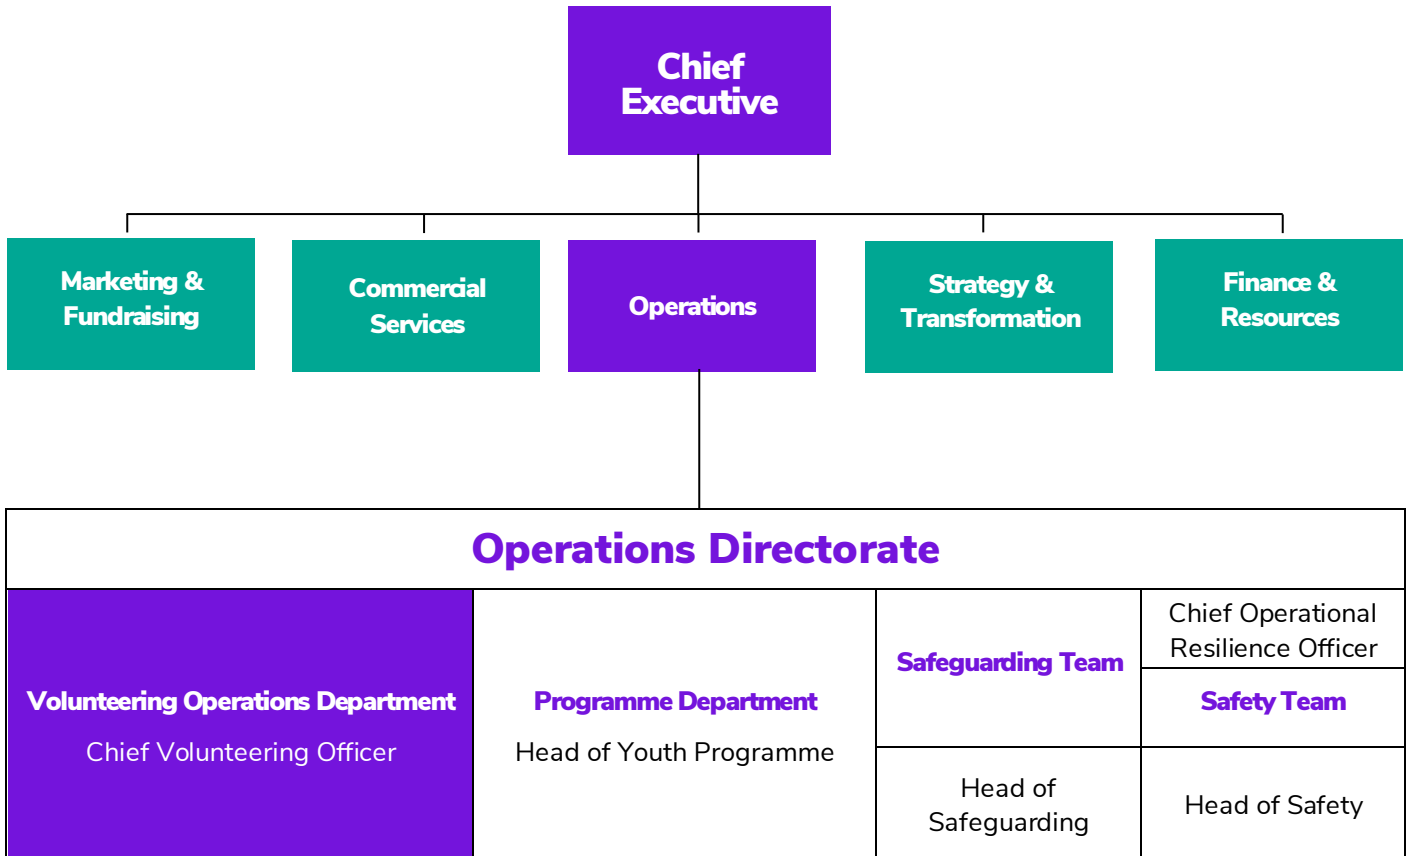 Chief
Executive
Marketing &
Fundraising
Commercial
Services
Operations
Strategy &
Transformation
Finance &
Resources
Operations Directorate
Volunteering Operations Department
Chief Volunteering Officer
Programme Department
Head of Youth Programme
Safeguarding Team
Head of
Safeguarding
Chief Operational
Resilience Officer
Safety Team
Head of Safety